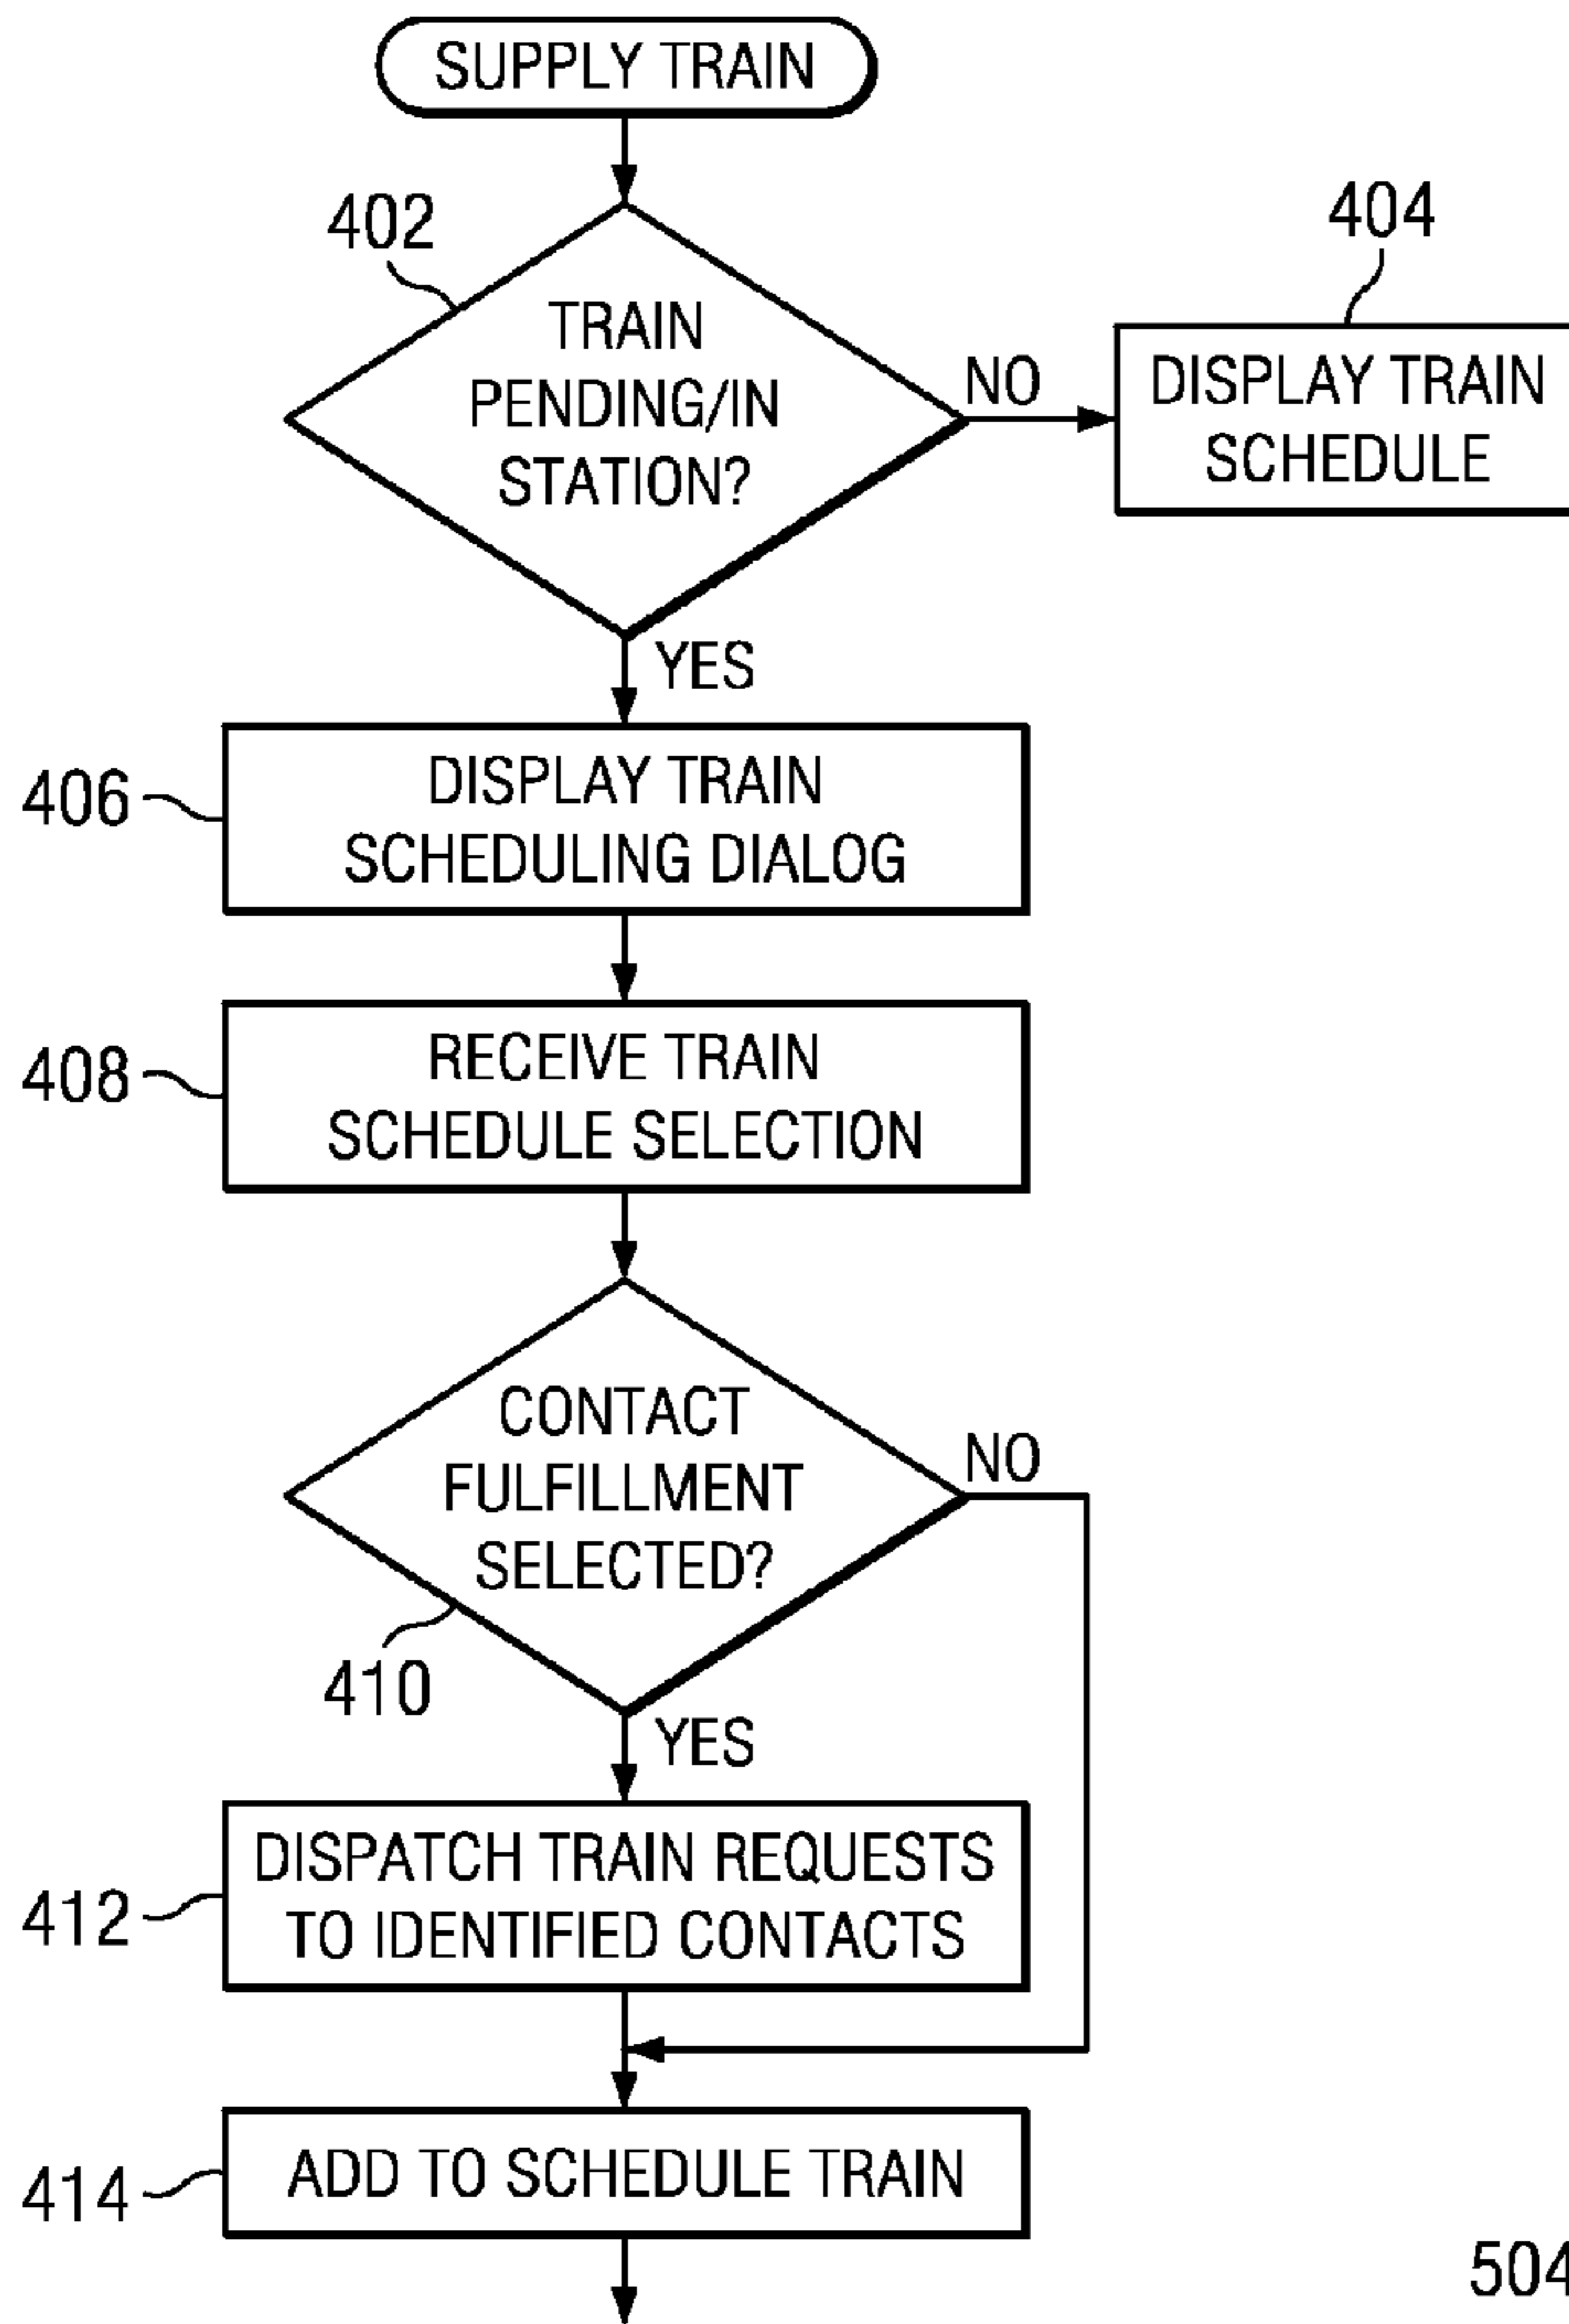 SUPPLY TRAIN
402
404
TRAIN
PENDING/IN
STATION?
NO
DISPLAY TRAIN
SCHEDULE
YES
406
DISPLAY TRAIN
SCHEDULING DIALOG
408
RECEIVE TRAIN
SCHEDULE SELECTION
CONTACT
FULFILLMENT
SELECTED?
NO
410
YES
412
DISPATCH TRAIN REQUESTS
TO IDENTIFIED CONTACTS
414
ADD TO SCHEDULE TRAIN
504